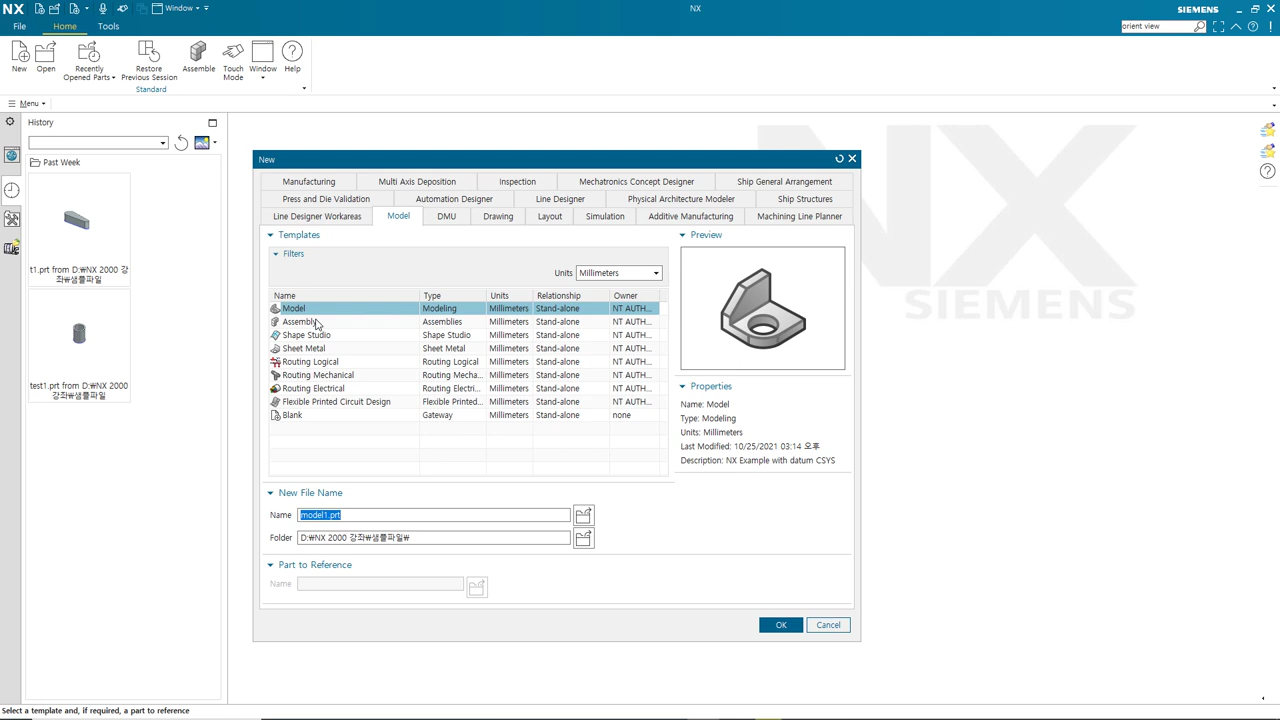 NX Window NX SIEMENS
File Home Tools orient view
New Open Recently Opened Parts Restore Previous Session Assemble Touch Mode Window Help
Standard
Menu
History
Past Week
t1.prt from D:₩NX 2000 강
좌₩샘플파일
test1.prt from D:₩NX 2000
강좌₩샘플파일
NX
SIEMENS
New
Manufacturing Multi Axis Deposition Inspection Mechatronics Concept Designer Ship General Arrangement
Press and Die Validation Automation Designer Line Designer Physical Architecture Modeler Ship Structures
Line Designer Workareas Model DMU Drawing Layout Simulation Additive Manufacturing Machining Line Planner
Templates
Filters
Units Millimeters
Name Type Units Relationship Owner
Model Modeling Millimeters Stand-alone NT AUTH...
Assembly Assemblies Millimeters Stand-alone NT AUTH...
Shape Studio Shape Studio Millimeters Stand-alone NT AUTH...
Sheet Metal Sheet Metal Millimeters Stand-alone NT AUTH...
Routing Logical Routing Logical Millimeters Stand-alone NT AUTH...
Routing Mechanical Routing Mecha... Millimeters Stand-alone NT AUTH...
Routing Electrical Routing Electri... Millimeters Stand-alone NT AUTH...
Flexible Printed Circuit Design Flexible Printed... Millimeters Stand-alone NT AUTH...
Blank Gateway Millimeters Stand-alone none
Preview
Properties
Name: Model
Type: Modeling
Units: Millimeters
Last Modified: 10/25/2021 03:14 오후
Description: NX Example with datum CSYS
New File Name
Name model1.prt
Folder D:₩NX 2000 강좌₩샘플파일₩
Part to Reference
Name
OK Cancel
Select a template and, if required, a part to reference